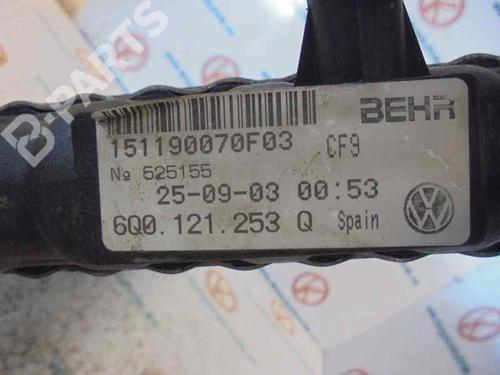 B-PARTS
BEHR
151190070F03 CF9
№ 525155
25-09-03 00:53
6Q0.121.253 Q Spain